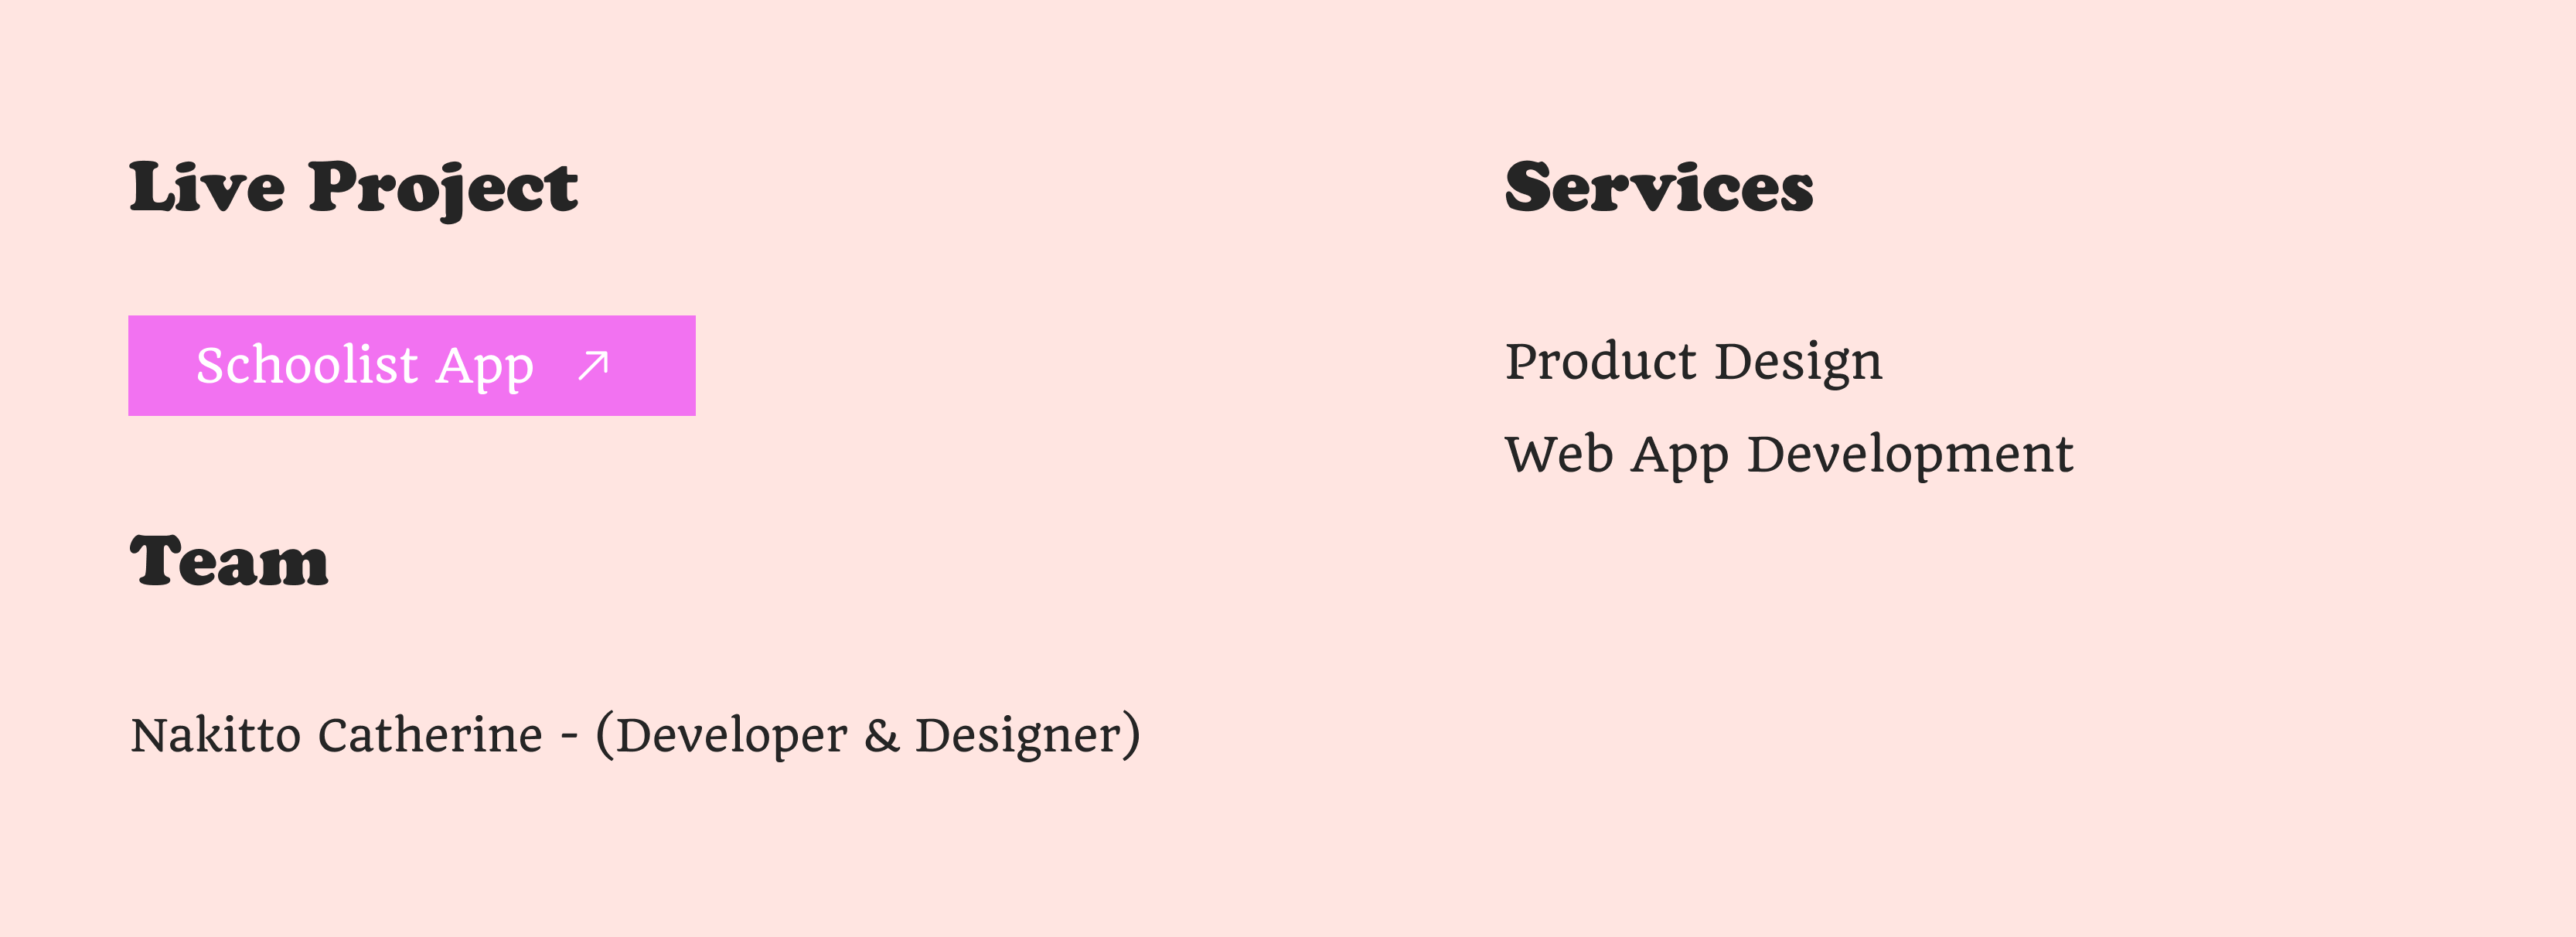 Live Project
Schoolist App
Team
Nakitto Catherine - (Developer & Designer)
Services
Product Design
Web App Development